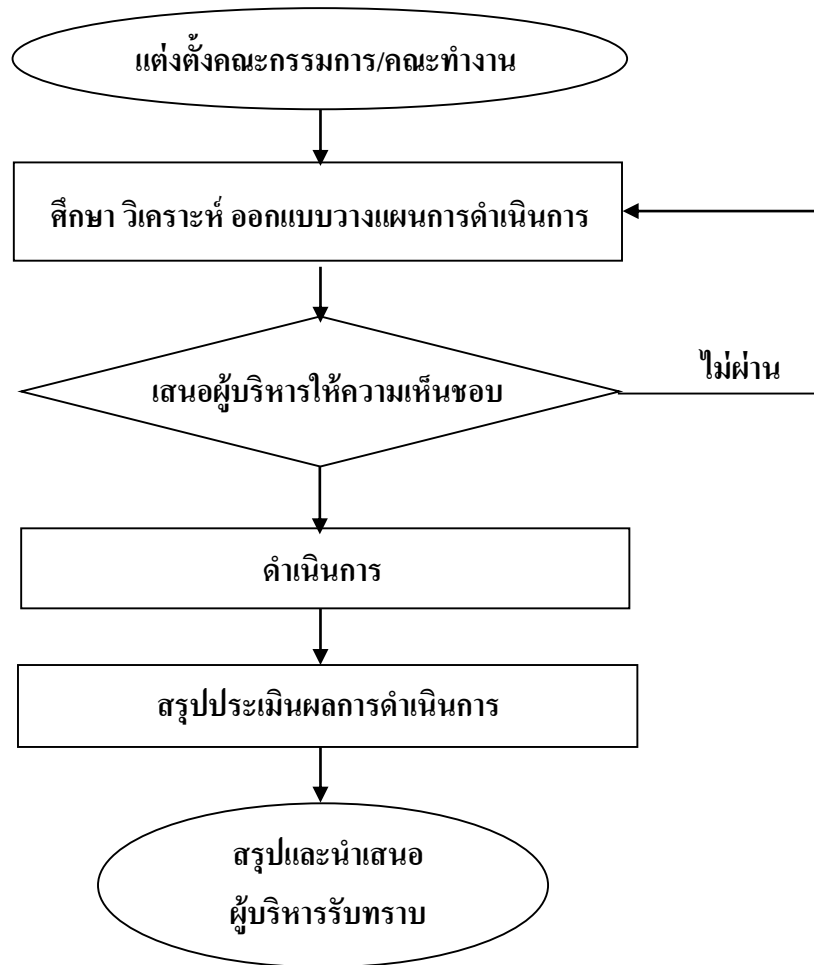 แต่งตั้งคณะกรรมการ/คณะทำงาน
ศึกษา วิเคราะห์ ออกแบบวางแผนการดำเนินการ
เสนอผู้บริหารให้ความเห็นชอบ
ไม่ผ่าน
ดำเนินการ
สรุปประเมินผลการดำเนินการ
สรุปและนำเสนอ
ผู้บริหารรับทราบ